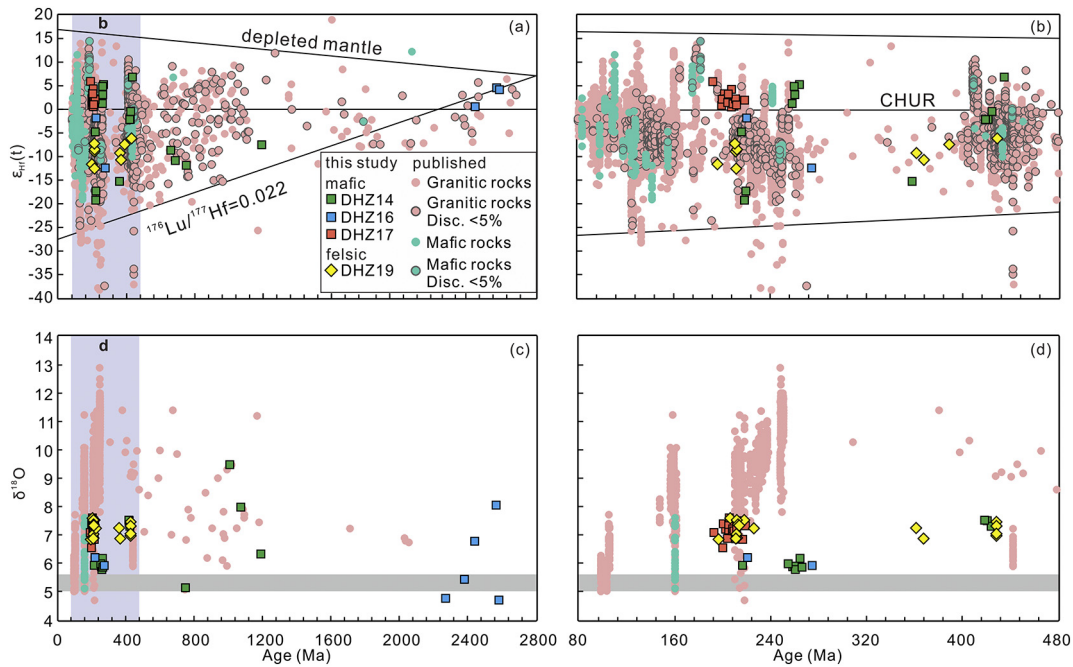 20
15
10
5
0
-5
-10
-15
-20
-25
-30
-35
-40
εHf(t)
b
(a)
depleted mantle
176Lu/177Hf=0.022
this study
mafic
DHZ14
DHZ16
DHZ17
felsic
DHZ19
published
Granitic rocks
Granitic rocks
Disc. <5%
Mafic rocks
Mafic rocks
Disc. <5%
(b)
CHUR
14
13
12
11
10
9
8
7
6
5
4
δ18O
d
(c)
0 400 800 1200 1600 2000 2400 2800
Age (Ma)
(d)
80 160 240 320 400 480
Age (Ma)